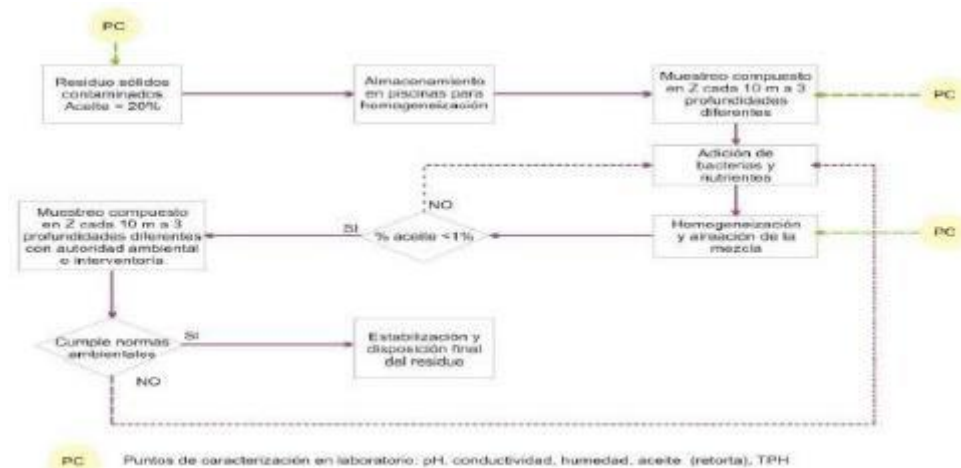 PC
Residuo sólidos
contaminados.
Aceite = 20%
Almaconamiento
en piscinas para
homogeneización
Muestreo compuesto
en Z cada 10 m a 3
profundidades
diferentes
PC
Adición de
bacterias y
nutrientes
NO
Muestreo compuesto
en Z cada 10 m a 3
profundidades diferentes
con autoridad ambiental
o interventoría
SI
% aceite <1%
Homogeneización
y aireación de la
mezcla
PC
Cumple normas
ambientales
SI
Estabilización y
disposición final
del residuo
NO
PC Puntos de caracterización en laboratorio: pH, conductividad, humedad, aceite (retorta), TPH